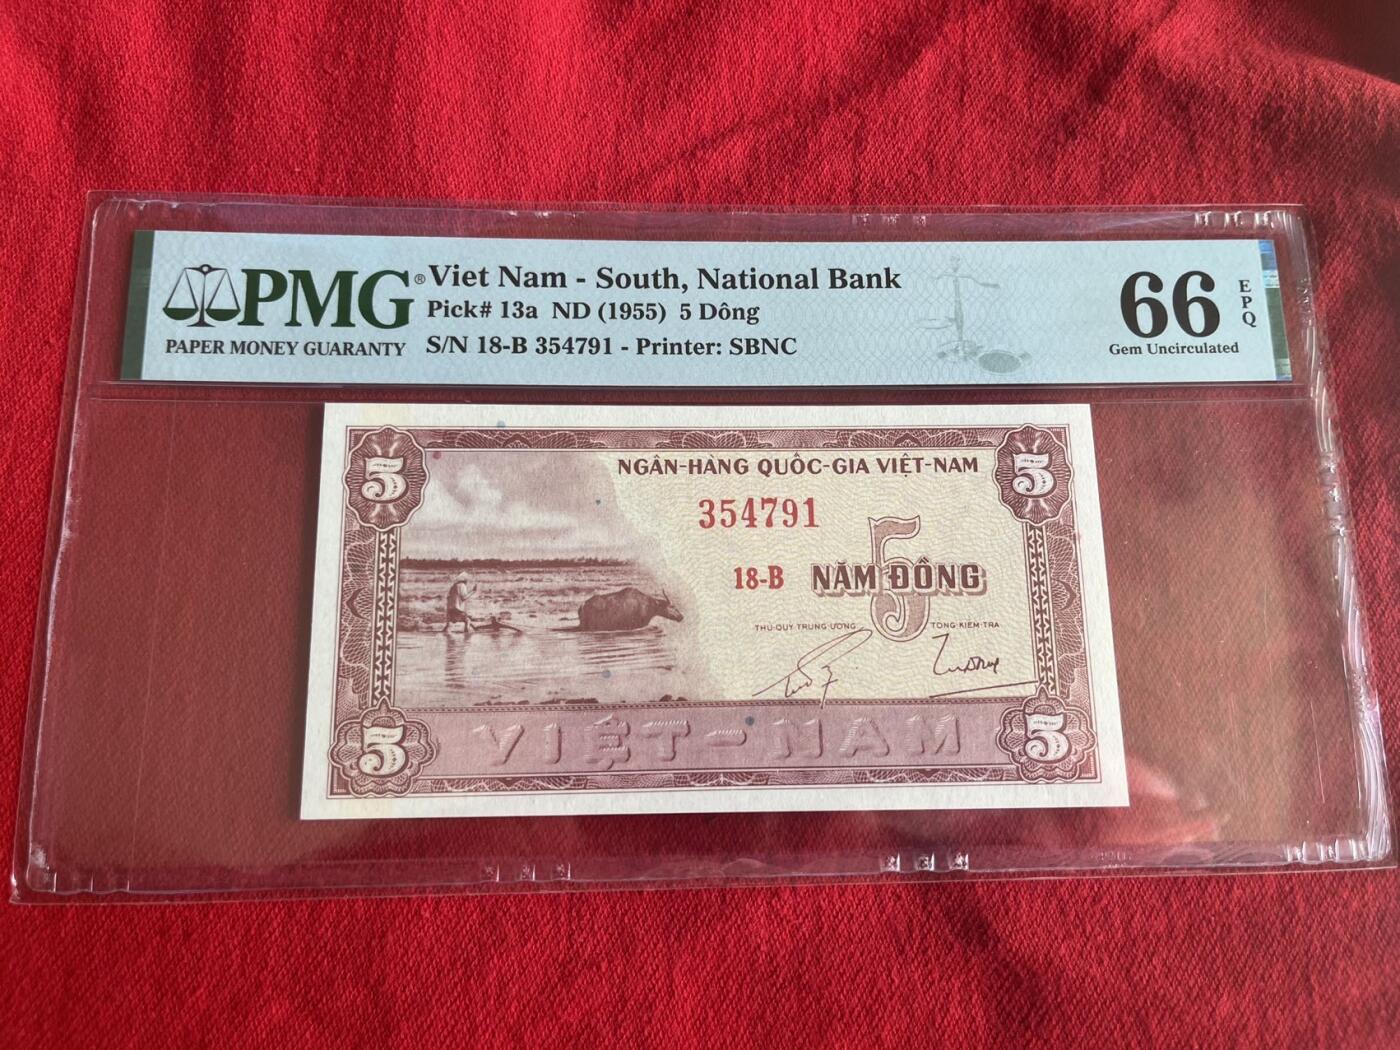 PMG®
PAPER MONEY GUARANTY
Viet Nam - South, National Bank
Pick# 13a ND (1955) 5 Dông
S/N 18-B 354791 - Printer: SBNC
66 EPQ
Gem Uncirculated
5 5
NGÂN-HÀNG QUỐC-GIA VIỆT-NAM
354791
5
18-B NĂM ĐỒNG
THỦ-QUỸ TRUNG-ƯƠNG TỔNG KIỂM-TRA
VIỆT-NAM
5 5